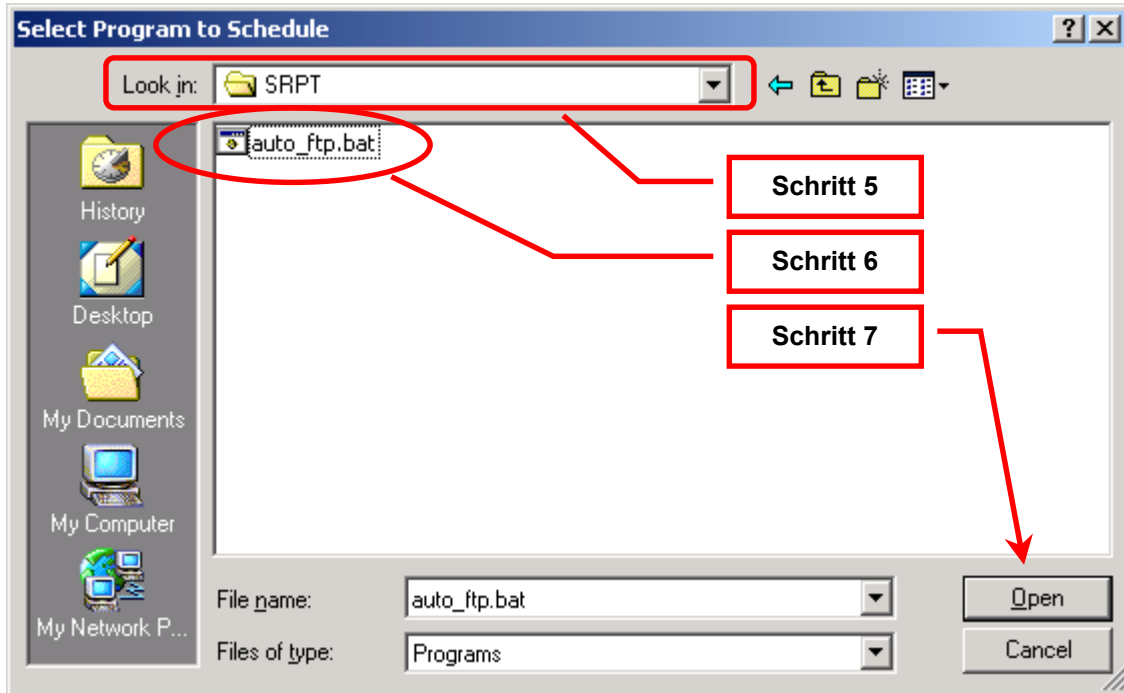 Select Program to Schedule
Look in:
SRPT
auto_ftp.bat
History
Desktop
My Documents
My Computer
My Network P...
Schritt 5
Schritt 6
Schritt 7
File name:
auto_ftp.bat
Open
Files of type:
Programs
Cancel